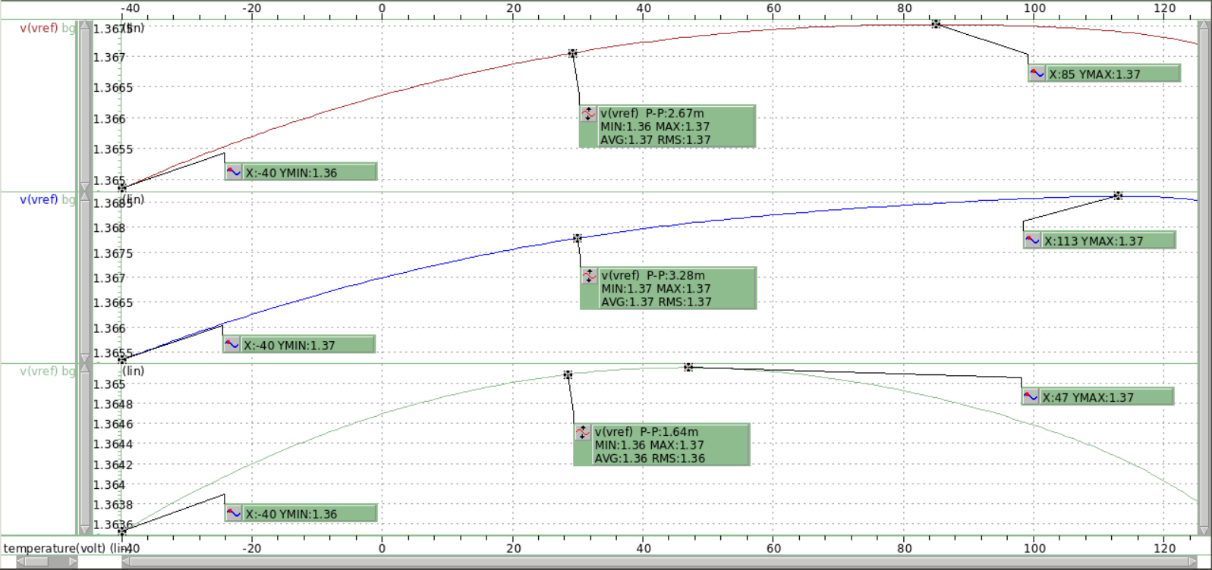 -40 -20 0 20 40 60 80 100 120
v(vref) bg
(lin)
1.3675
1.367
1.3665
1.366
1.3655
1.365
X:85 YMAX:1.37
v(vref) P-P:2.67m
MIN:1.36 MAX:1.37
AVG:1.37 RMS:1.37
X:-40 YMIN:1.36
v(vref) bg
(lin)
1.3685
1.368
1.3675
1.367
1.3665
1.366
1.3655
X:113 YMAX:1.37
v(vref) P-P:3.28m
MIN:1.37 MAX:1.37
AVG:1.37 RMS:1.37
X:-40 YMIN:1.37
v(vref) bg
(lin)
1.365
1.3648
1.3646
1.3644
1.3642
1.364
1.3638
1.3636
X:47 YMAX:1.37
v(vref) P-P:1.64m
MIN:1.36 MAX:1.37
AVG:1.36 RMS:1.36
X:-40 YMIN:1.36
temperature(volt) (lin)
-40 -20 0 20 40 60 80 100 120